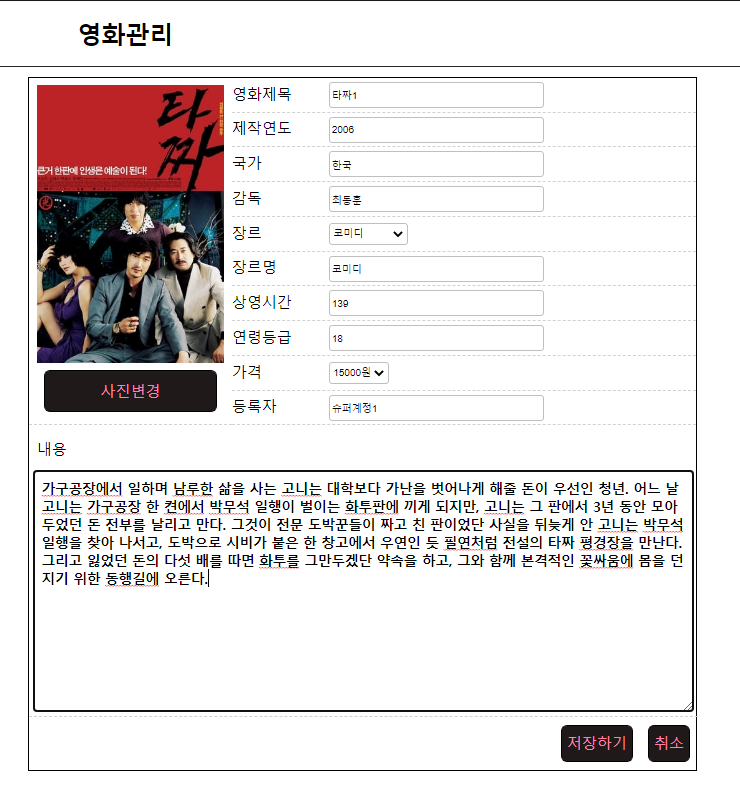 영화관리
타짜
큰거 한판에 인생은 예술이 된다!
영화제목 타짜1
제작연도 2006
국가 한국
감독 최동훈
장르 코미디
장르명 코미디
상영시간 139
연령등급 18
가격 15000원
등록자 슈퍼계정1
사진변경
내용
가구공장에서 일하며 남루한 삶을 사는 고니는 대학보다 가난을 벗어나게 해줄 돈이 우선인 청년. 어느 날
고니는 가구공장 한 켠에서 박무석 일행이 벌이는 화투판에 끼게 되지만, 고니는 그 판에서 3년 동안 모아
두었던 돈 전부를 날리고 만다. 그것이 전문 도박꾼들이 짜고 친 판이었단 사실을 뒤늦게 안 고니는 박무석
일행을 찾아 나서고, 도박으로 시비가 붙은 한 창고에서 우연인 듯 필연처럼 전설의 타짜 평경장을 만난다.
그리고 잃었던 돈의 다섯 배를 따면 화투를 그만두겠단 약속을 하고, 그와 함께 본격적인 꽃싸움에 몸을 던
지기 위한 동행길에 오른다.
저장하기 취소